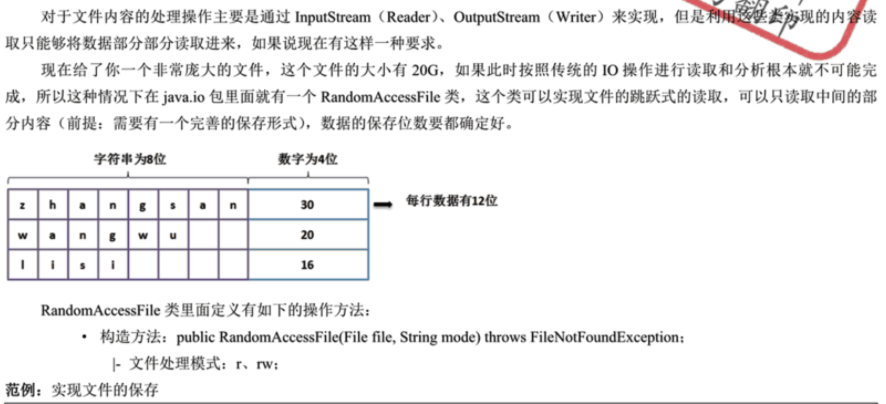 对于文件内容的处理操作主要是通过 InputStream（Reader）、OutputStream（Writer）来实现，但是利用这些类实现的内容读
取只能够将数据部分部分读取进来，如果说现在有这样一种要求。
现在给了你一个非常庞大的文件，这个文件的大小有 20G，如果此时按照传统的 IO 操作进行读取和分析根本就不可能完
成，所以这种情况下在 java.io 包里面就有一个 RandomAccessFile 类，这个类可以实现文件的跳跃式的读取，可以只读取中间的部
分内容（前提：需要有一个完善的保存形式），数据的保存位数要都确定好。
字符串为8位 数字为4位
z h a n g s a n 30 每行数据有12位
w a n g w u 20
l i s i 16
RandomAccessFile 类里面定义有如下的操作方法：
• 构造方法：public RandomAccessFile(File file, String mode) throws FileNotFoundException；
|- 文件处理模式：r、rw；
范例：实现文件的保存